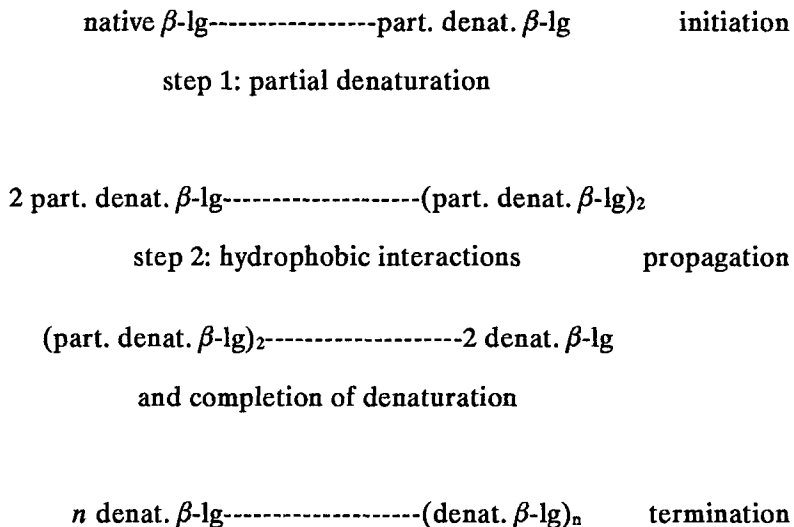 native β-lg-----------------part. denat. β-lg initiation
step 1: partial denaturation
2 part. denat. β-lg--------------------(part. denat. β-lg)₂
step 2: hydrophobic interactions propagation
(part. denat. β-lg)₂--------------------2 denat. β-lg
and completion of denaturation
n denat. β-lg--------------------(denat. β-lg)ₙ termination